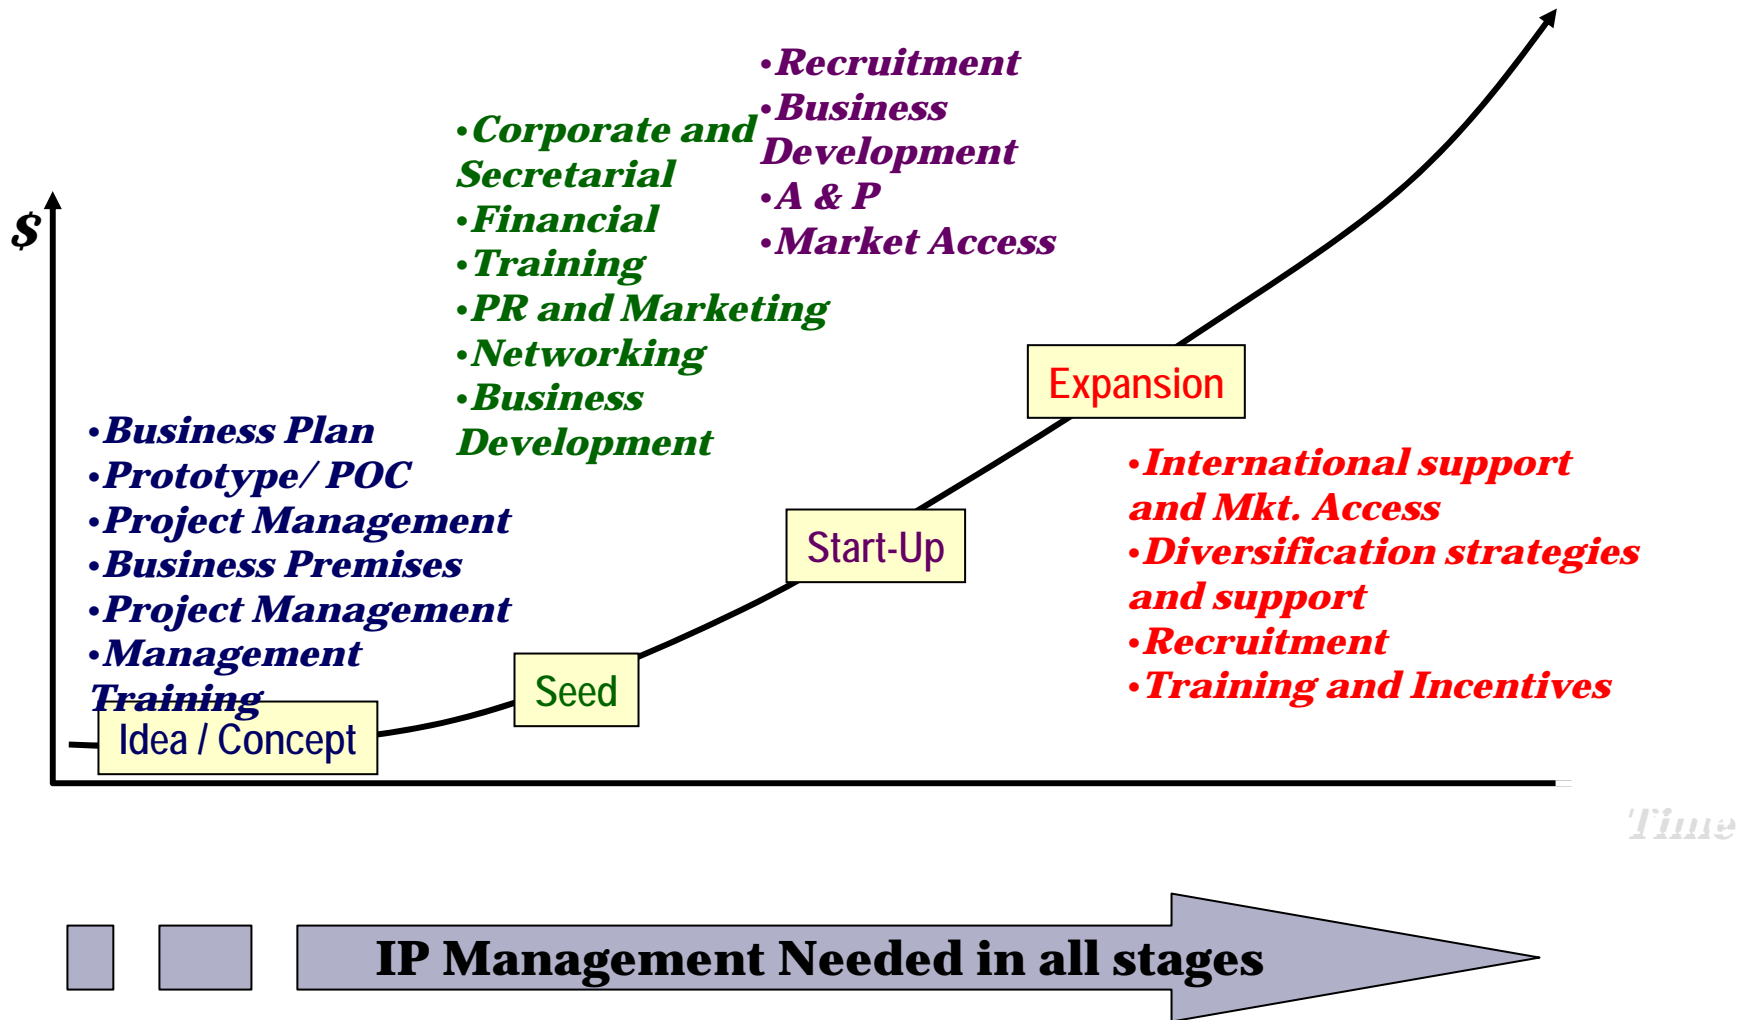 •Recruitment
•Business
Development
•A & P
•Market Access
•Corporate and
Secretarial
•Financial
•Training
•PR and Marketing
•Networking
•Business
Development
$
•Business Plan
•Prototype/ POC
•Project Management
•Business Premises
•Project Management
•Management
Training
Idea / Concept
Seed
Start-Up
Expansion
•International support
and Mkt. Access
•Diversification strategies
and support
•Recruitment
•Training and Incentives
Time
IP Management Needed in all stages